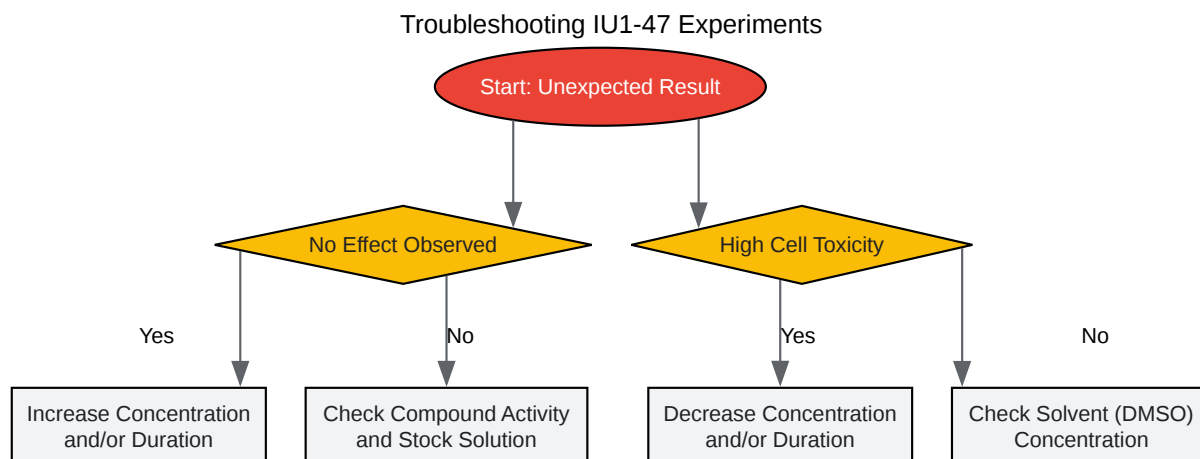 Troubleshooting IU1-47 Experiments
Start: Unexpected Result
No Effect Observed
High Cell Toxicity
Yes
No
Yes
No
Increase Concentration
and/or Duration
Check Compound Activity
and Stock Solution
Decrease Concentration
and/or Duration
Check Solvent (DMSO)
Concentration